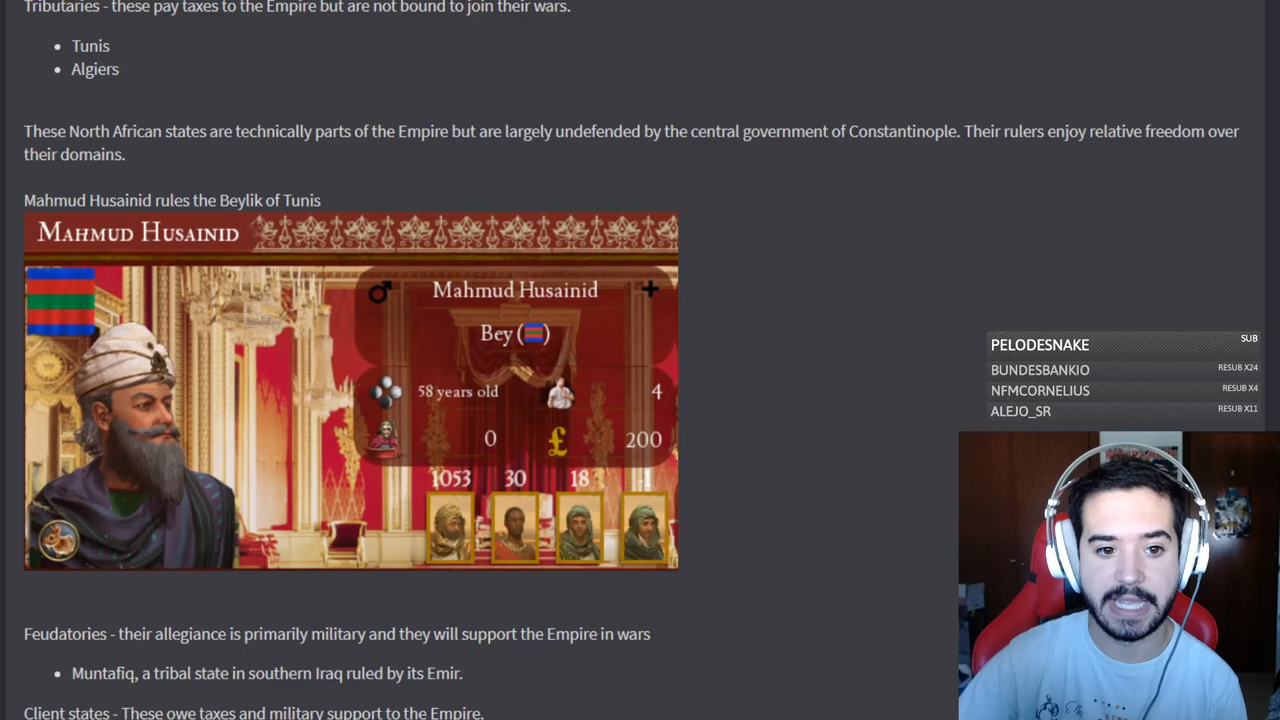 Tributaries - these pay taxes to the Empire but are not bound to join their wars.
Tunis
Algiers
These North African states are technically parts of the Empire but are largely undefended by the central government of Constantinople. Their rulers enjoy relative freedom over
their domains.
Mahmud Husainid rules the Beylik of Tunis
Mahmud Husainid
Mahmud Husainid
Bey ( )
58 years old
4
0
£
200
1053
30
18
-1
PELODESNAKE
SUB
BUNDESBANKIO
RESUB X24
NFMCORNELIUS
RESUB X4
ALEJO_SR
RESUB X11
Feudatories - their allegiance is primarily military and they will support the Empire in wars
Muntafiq, a tribal state in southern Iraq ruled by its Emir.
Client states - These owe taxes and military support to the Empire.